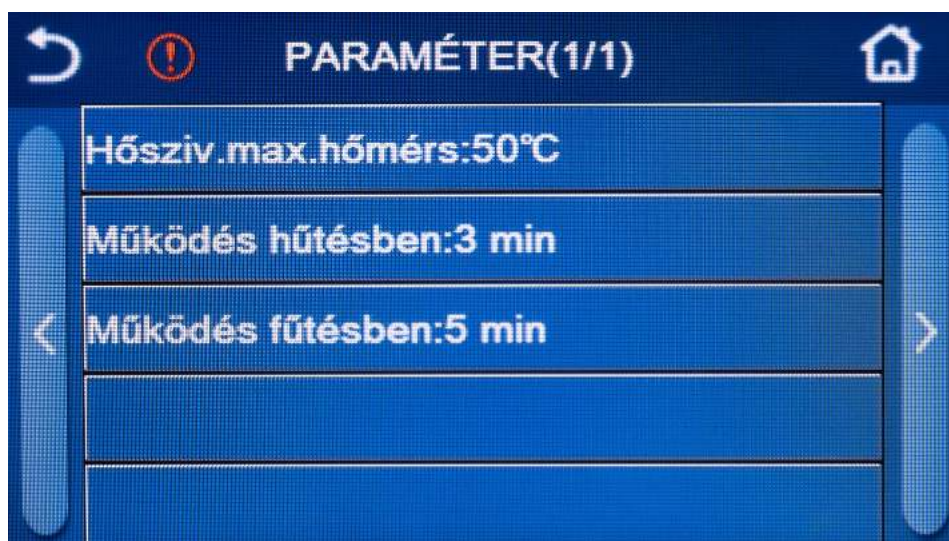 PARAMÉTER(1/1)
Hősziv.max.hőmérs:50℃
Működés hűtésben:3 min
Működés fűtésben:5 min